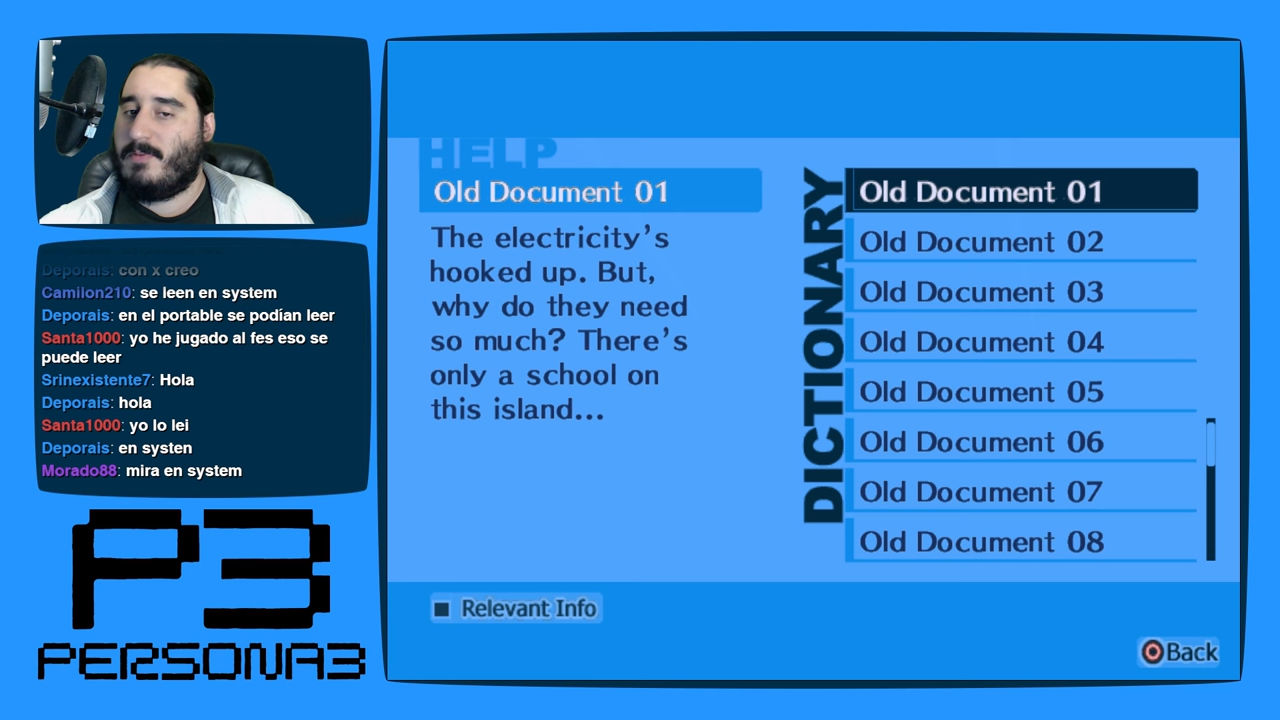 Deporais: con x creo
Camilon210: se leen en system
Deporais: en el portable se podían leer
Santa1000: yo he jugado al fes eso se
puede leer
Srinexistente7: Hola
Deporais: hola
Santa1000: yo lo lei
Deporais: en systen
Morado88: mira en system
P3
PERSONA3
HELP
Old Document 01
The electricity's
hooked up. But,
why do they need
so much? There's
only a school on
this island...
DICTIONARY
Old Document 01
Old Document 02
Old Document 03
Old Document 04
Old Document 05
Old Document 06
Old Document 07
Old Document 08
Relevant Info
Back